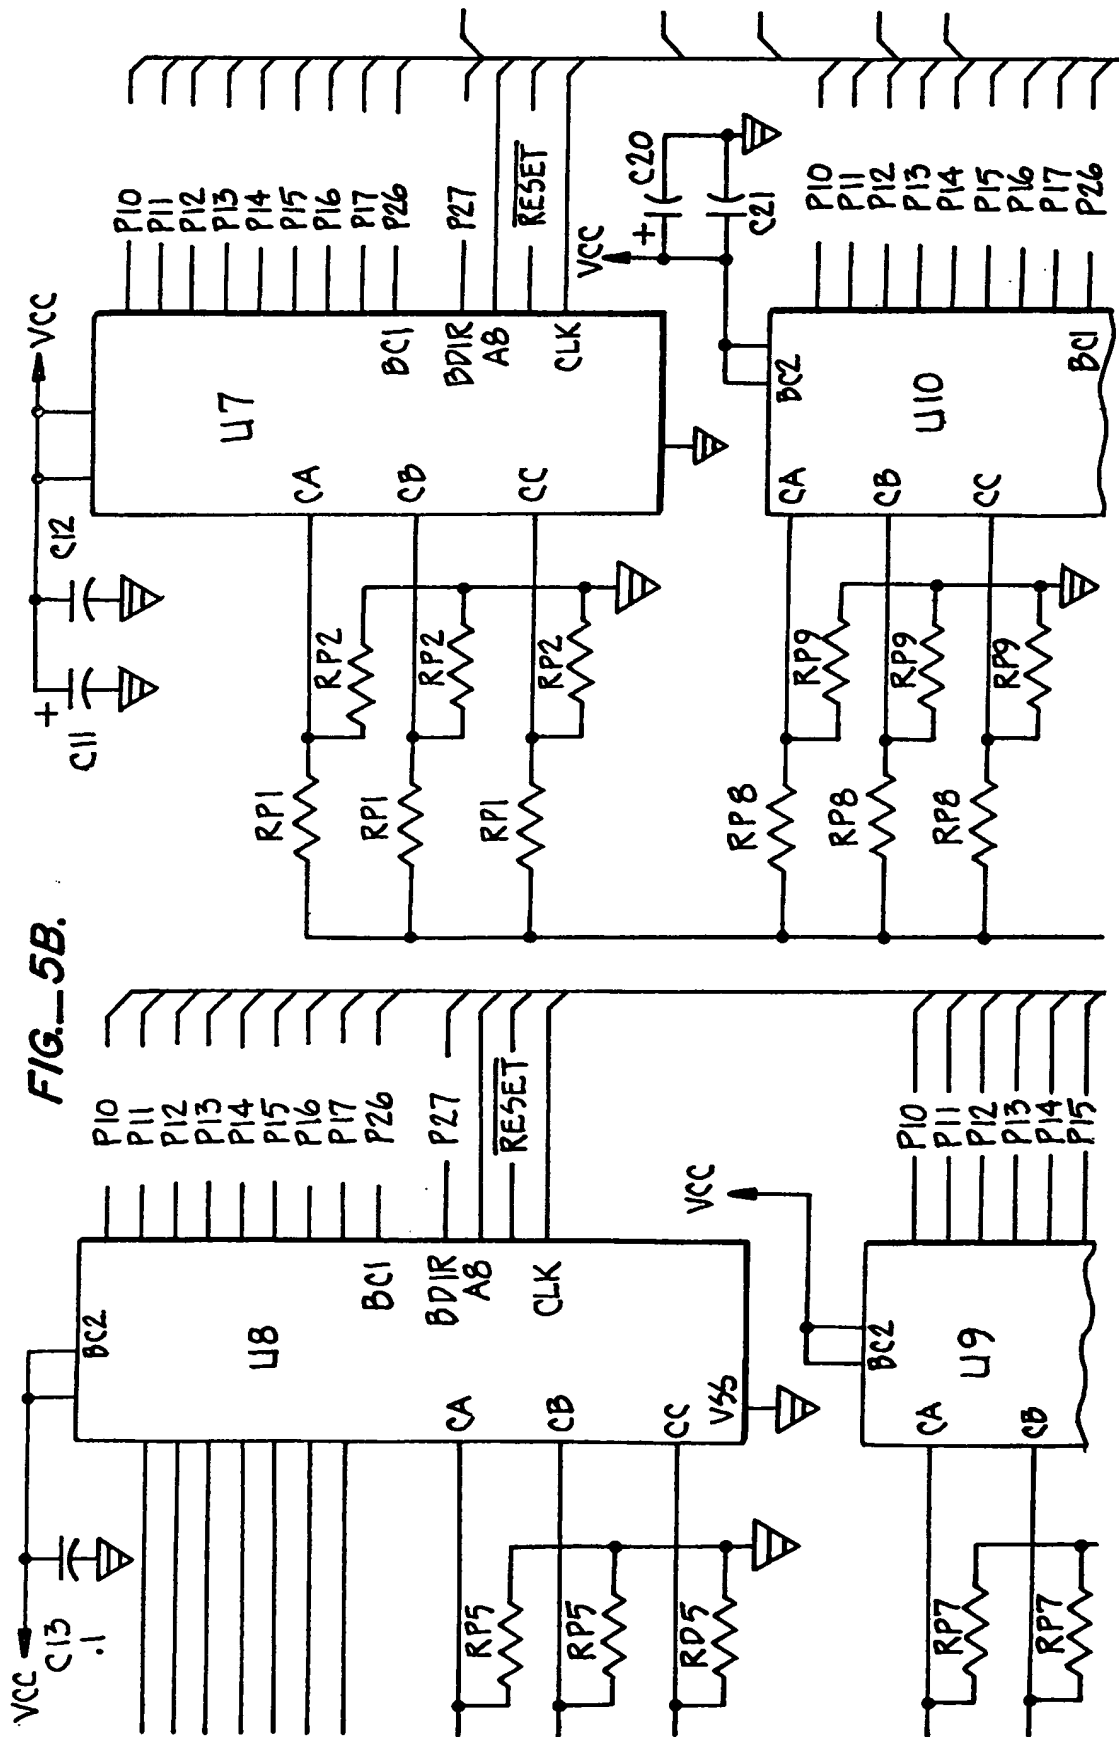 FIG._5B.
VCC
C12
+
C11
U7
P10
P11
P12
P13
P14
P15
P16
P17
P26
P27
RESET
BC1
BDIR
A8
CLK
CA
CB
CC
RP2
RP2
RP2
RP1
RP1
RP1
VCC
+
C20
C21
U10
BC2
BC1
P10
P11
P12
P13
P14
P15
P16
P17
P26
CA
CB
CC
RP9
RP9
RP9
RP8
RP8
RP8
VCC
C13
.1
U8
BC2
P10
P11
P12
P13
P14
P15
P16
P17
P26
P27
RESET
BC1
BDIR
A8
CLK
CA
CB
CC
VSS
RP5
RP5
RD5
VCC
U9
BC2
P10
P11
P12
P13
P14
P15
CA
CB
RP7
RP7